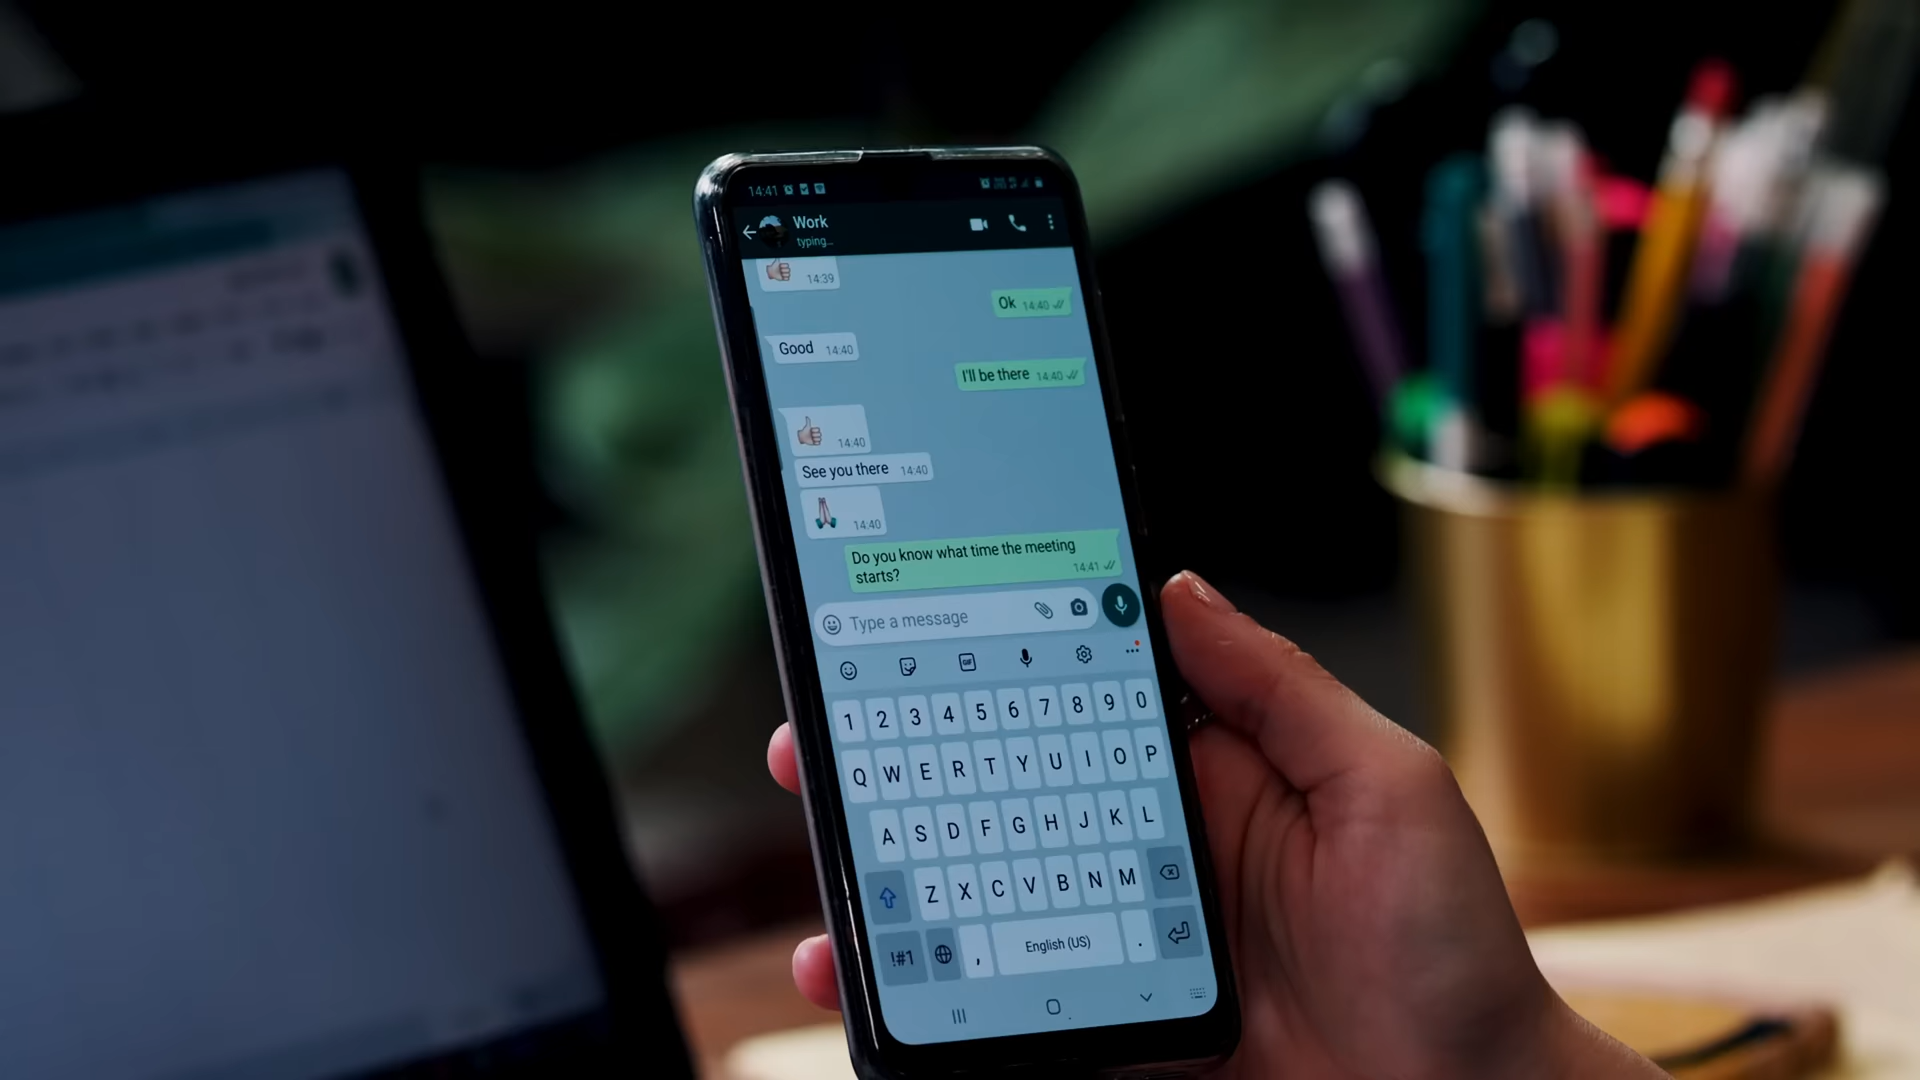 14:41
Work
typing...
14:39
Ok 14:40
Good 14:40
I'll be there 14:40
14:40
See you there 14:40
14:40
Do you know what time the meeting
starts? 14:41
Type a message
GIF
1 2 3 4 5 6 7 8 9 0
Q W E R T Y U I O P
A S D F G H J K L
Z X C V B N M
!#1 , English (US) .